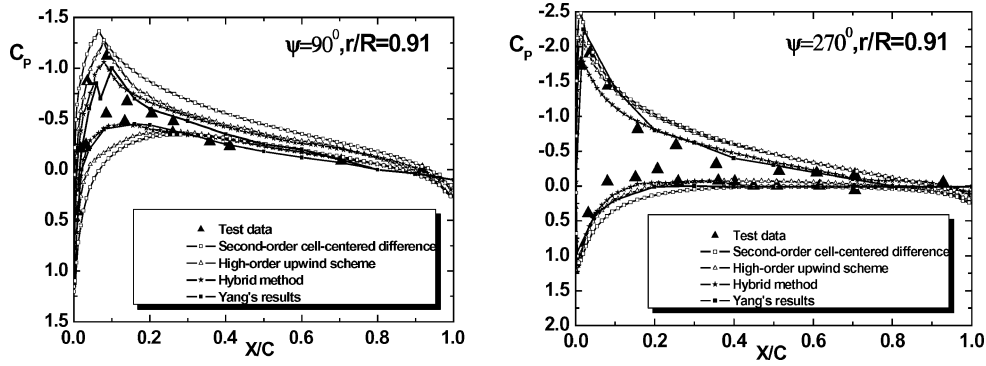 -1.5
-1.0
-0.5
0.0
0.5
1.0
1.5
C_P
ψ=90⁰,r/R=0.91
Test data
Second-order cell-centered difference
High-order upwind scheme
Hybrid method
Yang's results
0.0 0.2 0.4 0.6 0.8 1.0
X/C
-2.5
-2.0
-1.5
-1.0
-0.5
0.0
0.5
1.0
1.5
2.0
C_P
ψ=270⁰,r/R=0.91
Test data
Second-order cell-centered difference
High-order upwind scheme
Hybrid method
Yang's results
0.0 0.2 0.4 0.6 0.8 1.0
X/C